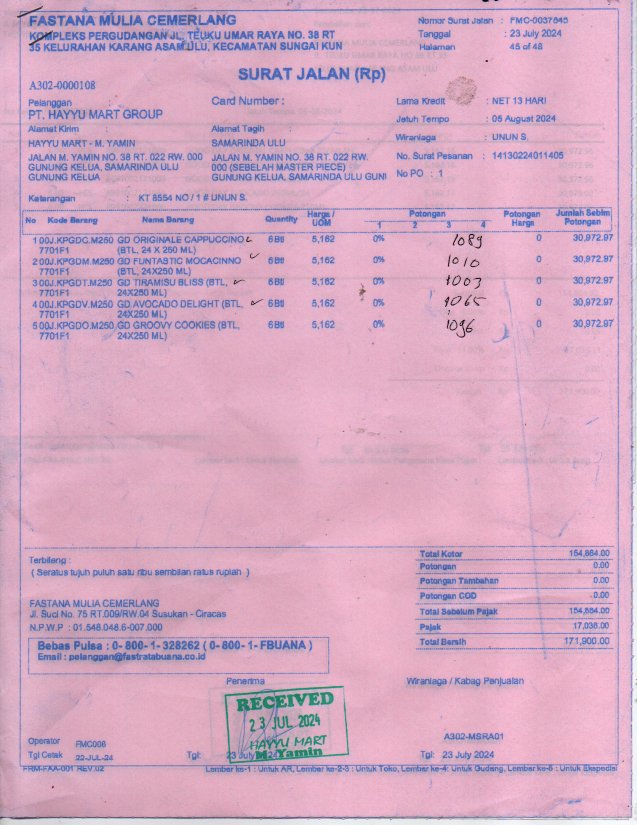 FASTANA MULIA CEMERLANG
KOMPLEKS PERGUDANGAN JL. TEUKU UMAR RAYA NO. 38 RT
35 KELURAHAN KARANG ASAM ULU, KECAMATAN SUNGAI KUN
Nomor Surat Jalan : FMC-0037645
Tanggal : 23 July 2024
Halaman 45 of 48
SURAT JALAN (Rp)
A302-0000108
Pelanggan :
PT. HAYYU MART GROUP
Card Number :
Alamat Kirim :
HAYYU MART - M. YAMIN
JALAN M. YAMIN NO. 38 RT. 022 RW. 000
GUNUNG KELUA, SAMARINDA ULU
GUNUNG KELUA
Alamat Tagih :
SAMARINDA ULU
JALAN M. YAMIN NO. 38 RT. 022 RW.
000 (SEBELAH MASTER PIECE)
GUNUNG KELUA, SAMARINDA ULU GUNI
Lama Kredit : NET 13 HARI
Jatuh Tempo : 05 August 2024
Wiraniaga : UNUN S.
No. Surat Pesanan : 14130224011405
No PO : 1
Keterangan : KT 8554 NO / 1 # UNUN S.
No Kode Barang Nama Barang Quantity Harga / UOM Potongan 1 2 3 4 Potongan Harga Jumlah Seblm Potongan
1 00J.KPGDC.M250 GD ORIGINALE CAPPUCCINO 6 Btl 5,162 0% 1089 0 30,972.97
7701F1 (BTL, 24 X 250 ML)
2 00J.KPGDM.M250 GD FUNTASTIC MOCACINNO 6 Btl 5,162 0% 1010 0 30,972.97
7701F1 (BTL, 24X250 ML)
3 00J.KPGDT.M250 GD TIRAMISU BLISS (BTL, 6 Btl 5,162 0% 1003 0 30,972.97
7701F1 24X250 ML)
4 00J.KPGDV.M250 GD AVOCADO DELIGHT (BTL, 6 Btl 5,162 0% 1065 0 30,972.97
7701F1 24X250 ML)
5 00J.KPGDO.M250 GD GROOVY COOKIES (BTL, 6 Btl 5,162 0% 1096 0 30,972.97
7701F1 24X250 ML)
Terbilang :
( Seratus tujuh puluh satu ribu sembilan ratus rupiah )
Total Kotor 154,864.00
Potongan 0.00
Potongan Tambahan 0.00
Potongan COD 0.00
Total Sebelum Pajak 154,864.00
Pajak 17,036.00
Total Bersih 171,900.00
FASTANA MULIA CEMERLANG
Jl. Suci No. 75 RT.009/RW.04 Susukan - Ciracas
N.P.W.P : 01.548.048.6-007.000
Bebas Pulsa : 0- 800- 1- 328262 ( 0- 800- 1- FBUANA )
Email : pelanggan@fastratabuana.co.id
Penerima
Wiraniaga / Kabag Penjualan
RECEIVED
23 JUL 2024
HAYYU MART
M. Yamin
A302-MSRA01
Operator FMC006
Tgl Cetak 22-JUL-24
Tgl: 23 July 2024
Tgl: 23 July 2024
FRM-FAA-001 REV.02
Lembar ke-1 : Untuk AR, Lembar ke-2-3 : Untuk Toko, Lembar ke-4: Untuk Gudang, Lembar ke-5 : Untuk Ekspedisi